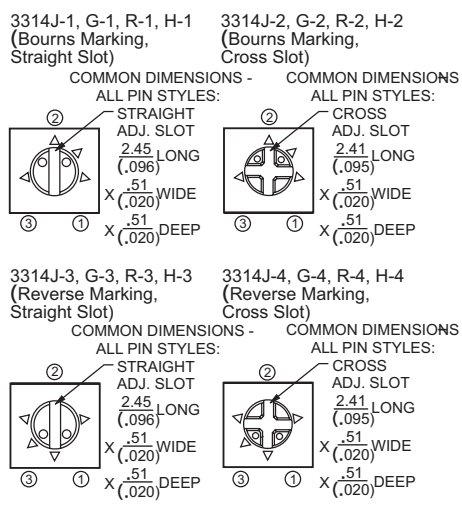 3314J-1, G-1, R-1, H-1
(Bourns Marking,
Straight Slot)
COMMON DIMENSIONS -
ALL PIN STYLES:
STRAIGHT
ADJ. SLOT
2.45
(.096) LONG
X .51
(.020) WIDE
X .51
(.020) DEEP
2
3 1
3314J-2, G-2, R-2, H-2
(Bourns Marking,
Cross Slot)
COMMON DIMENSIONS -
ALL PIN STYLES:
CROSS
ADJ. SLOT
2.41
(.095) LONG
X .51
(.020) WIDE
X .51
(.020) DEEP
2
3 1
3314J-3, G-3, R-3, H-3
(Reverse Marking,
Straight Slot)
COMMON DIMENSIONS -
ALL PIN STYLES:
STRAIGHT
ADJ. SLOT
2.45
(.096) LONG
X .51
(.020) WIDE
X .51
(.020) DEEP
2
3 1
3314J-4, G-4, R-4, H-4
(Reverse Marking,
Cross Slot)
COMMON DIMENSIONS -
ALL PIN STYLES:
CROSS
ADJ. SLOT
2.41
(.095) LONG
X .51
(.020) WIDE
X .51
(.020) DEEP
2
3 1